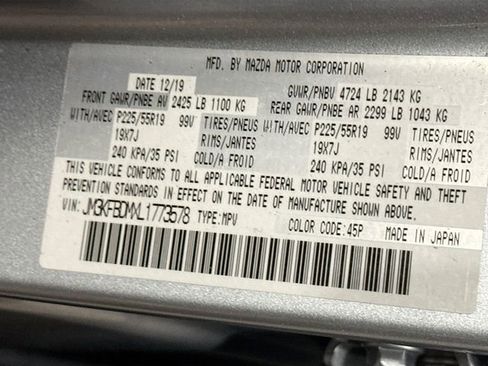 MFD. BY MAZDA MOTOR CORPORATION
DATE 12/19 GVWR/PNBV 4724 LB 2143 KG
FRONT GAWR/PNBE AV 2425 LB 1100 KG REAR GAWR/PNBE AR 2299 LB 1043 KG
WITH/AVEC P225/55R19 99V TIRES/PNEUS WITH/AVEC P225/55R19 99V TIRES/PNEUS
19X7J RIMS/JANTES 19X7J RIMS/JANTES
240 KPA/35 PSI COLD/A FROID 240 KPA/35 PSI COLD/A FROID
THIS VEHICLE CONFORMS TO ALL APPLICABLE FEDERAL MOTOR VEHICLE SAFETY AND THEFT
PREVENTION STANDARDS IN EFFECT ON THE DATE OF MANUFACTURE SHOWN ABOVE.
VIN: JM3KFBDMXL1773578 TYPE:MPV
COLOR CODE:45P MADE IN JAPAN